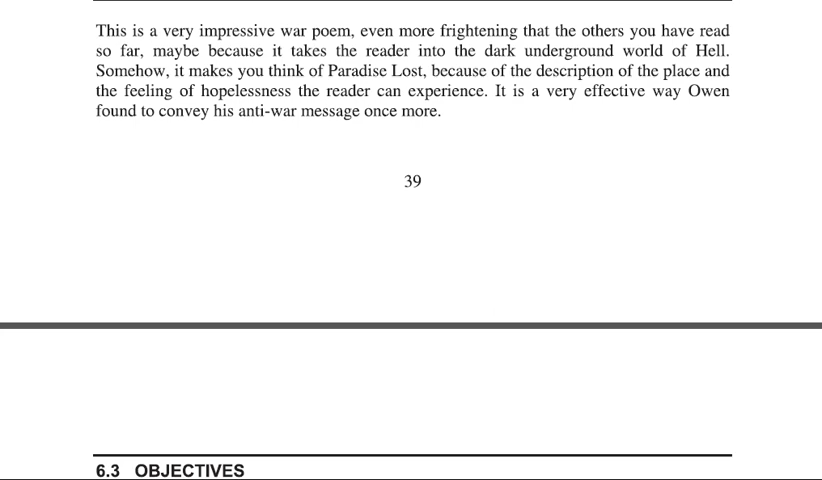 This is a very impressive war poem, even more frightening that the others you have read
so far, maybe because it takes the reader into the dark underground world of Hell.
Somehow, it makes you think of Paradise Lost, because of the description of the place and
the feeling of hopelessness the reader can experience. It is a very effective way Owen
found to convey his anti-war message once more.
39
6.3 OBJECTIVES